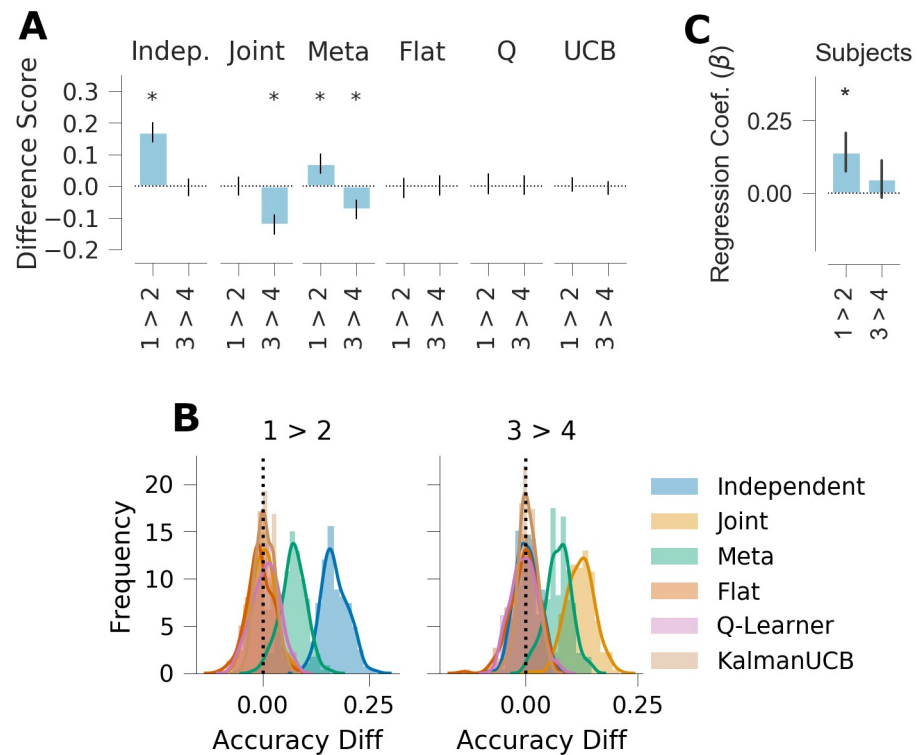 A
Indep. Joint Meta Flat Q UCB
Difference Score
0.3
0.2
0.1
0.0
−0.1
−0.2
* * * *
1 > 2 3 > 4 1 > 2 3 > 4 1 > 2 3 > 4 1 > 2 3 > 4 1 > 2 3 > 4 1 > 2 3 > 4
C
Subjects
Regression Coef. (β)
*
0.25
0.00
1 > 2 3 > 4
B
1 > 2 3 > 4
Frequency
20
15
10
5
0
0.00 0.25 0.00 0.25
Accuracy Diff Accuracy Diff
Independent
Joint
Meta
Flat
Q-Learner
KalmanUCB